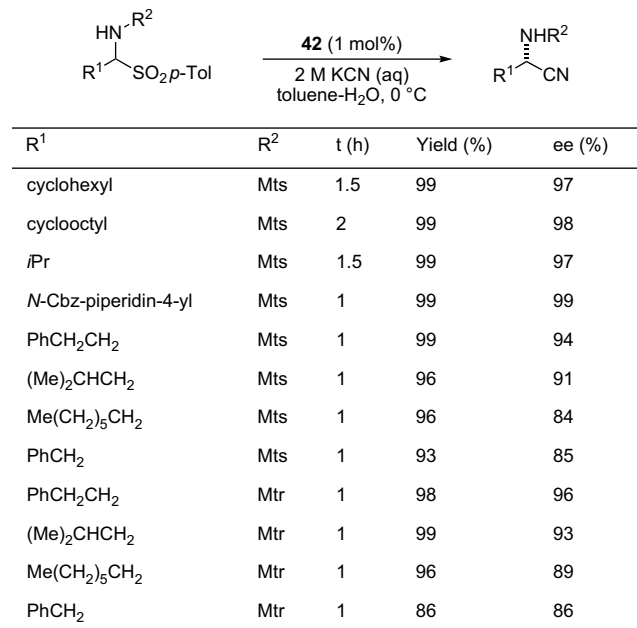 HN R²
R¹ SO₂p-Tol
42 (1 mol%)
2 M KCN (aq)
toluene-H₂O, 0 °C
NHR²
R¹ CN
R¹ R² t (h) Yield (%) ee (%)
cyclohexyl Mts 1.5 99 97
cyclooctyl Mts 2 99 98
iPr Mts 1.5 99 97
N-Cbz-piperidin-4-yl Mts 1 99 99
PhCH₂CH₂ Mts 1 99 94
(Me)₂CHCH₂ Mts 1 96 91
Me(CH₂)₅CH₂ Mts 1 96 84
PhCH₂ Mts 1 93 85
PhCH₂CH₂ Mtr 1 98 96
(Me)₂CHCH₂ Mtr 1 99 93
Me(CH₂)₅CH₂ Mtr 1 96 89
PhCH₂ Mtr 1 86 86